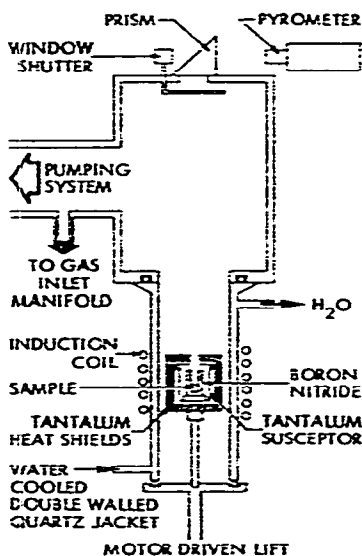 PRISM
PYROMETER
WINDOW
SHUTTER
PUMPING
SYSTEM
TO GAS
INLET
MANIFOLD
H₂O
INDUCTION
COIL
SAMPLE
BORON
NITRIDE
TANTALUM
HEAT SHIELDS
TANTALUM
SUSCEPTOR
WATER
COOLED
DOUBLE WALLED
QUARTZ JACKET
MOTOR DRIVEN LIFT